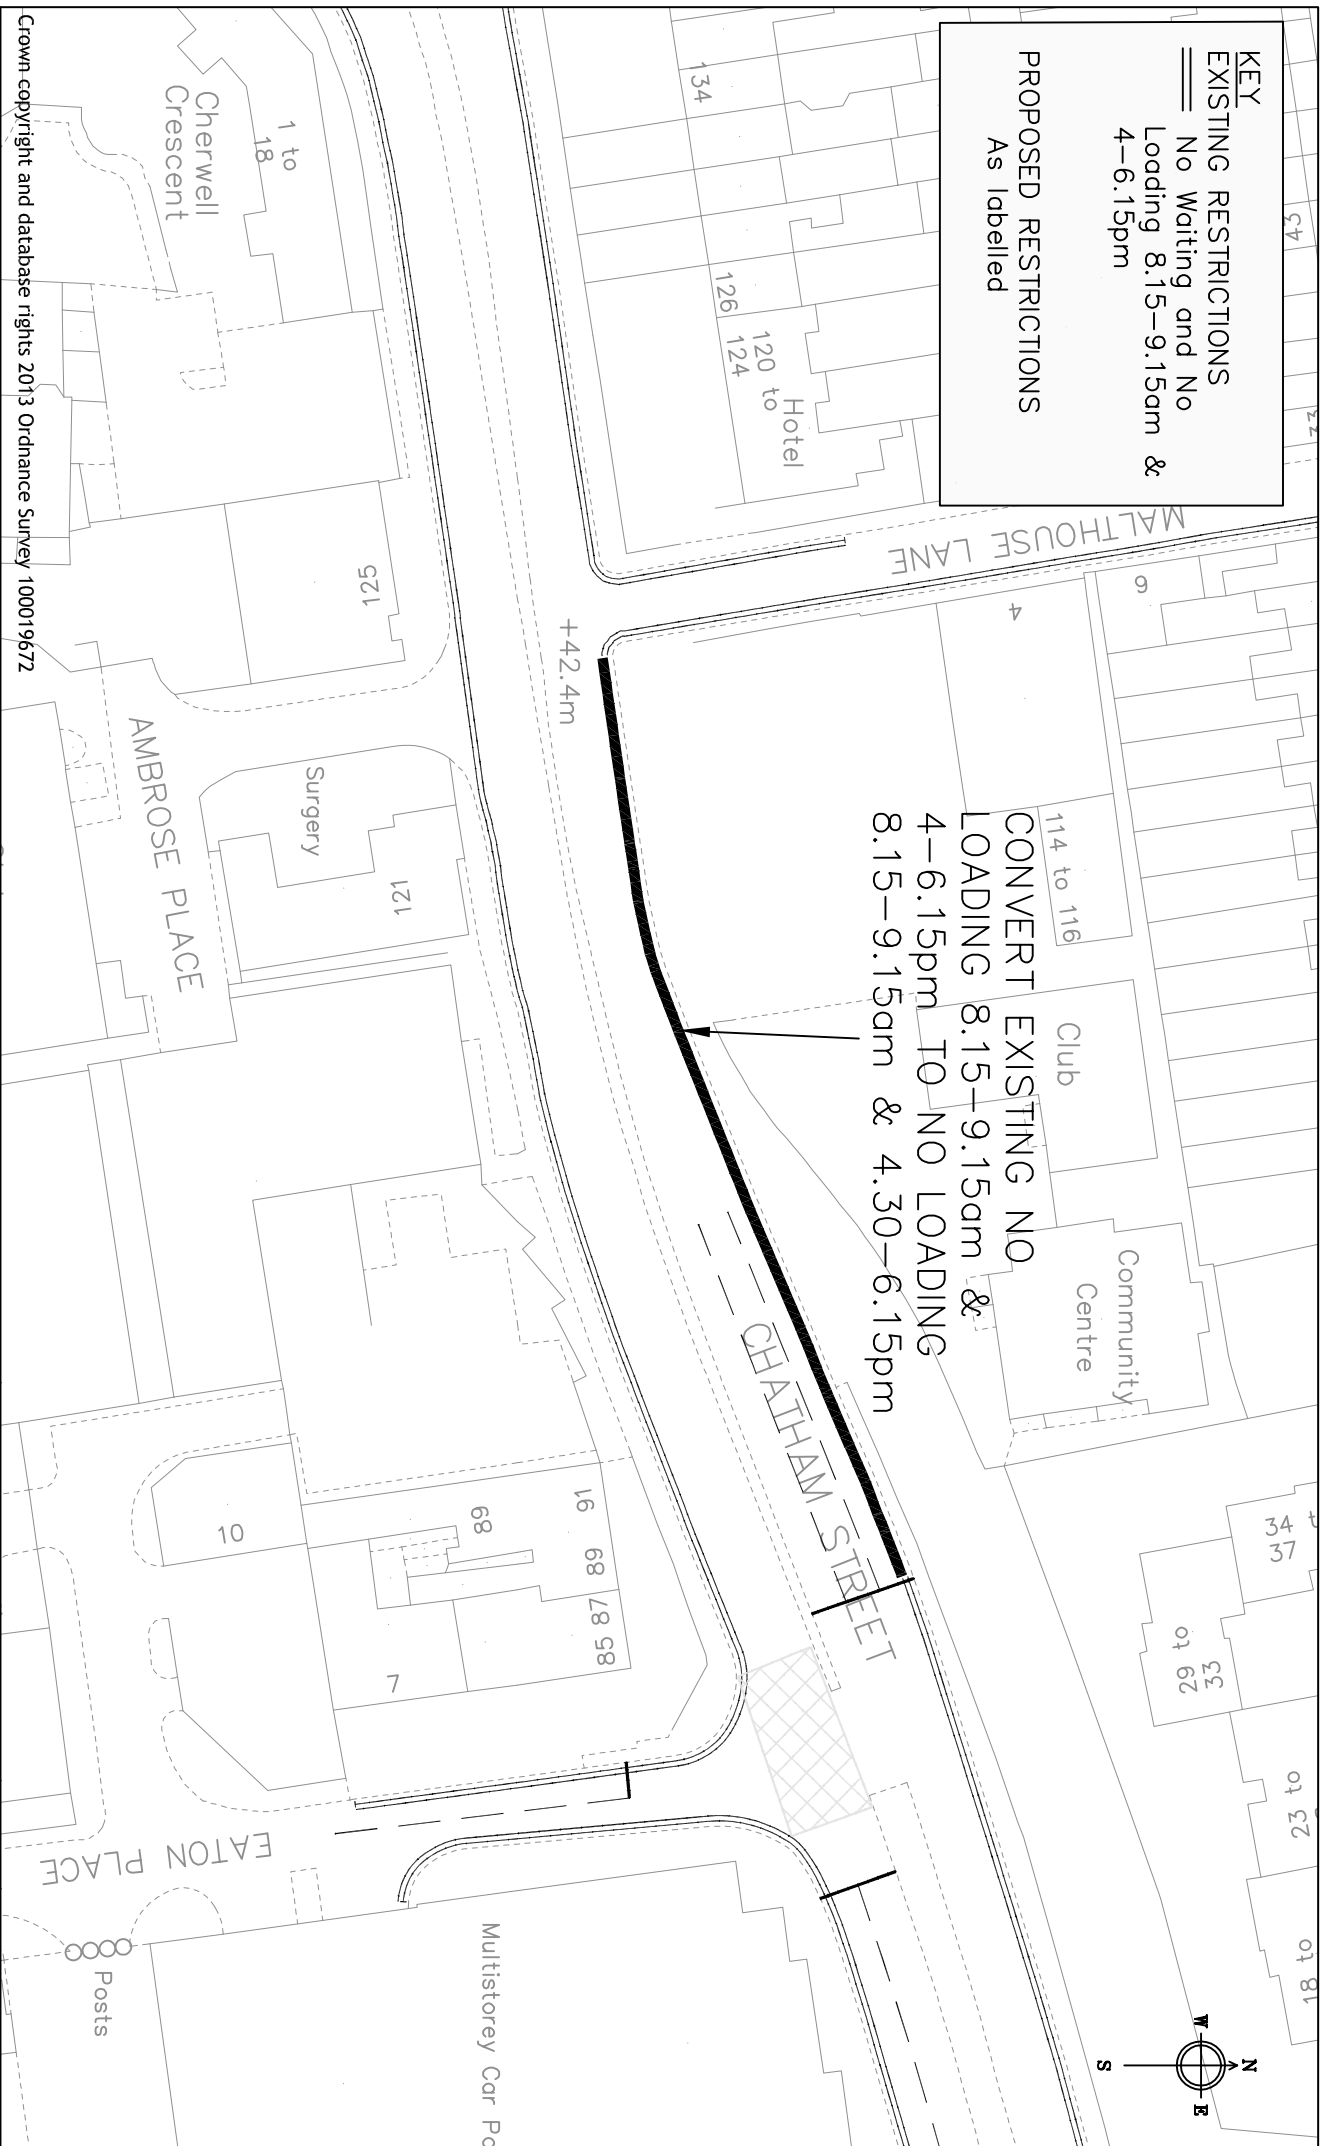 KEY
EXISTING RESTRICTIONS
No Waiting and No
Loading 8.15-9.15am &
4-6.15pm
PROPOSED RESTRICTIONS
As labelled
43
134
126
124
120 to
Hotel
MALTHOUSE LANE
6
4
114 to 116
Club
Community
Centre
34 t
37
33
29 to
23 to
18 to
CONVERT EXISTING NO
LOADING 8.15-9.15am &
4-6.15pm TO NO LOADING
8.15-9.15am & 4.30-6.15pm
+42.4m
CHATHAM STREET
1 to
18
Cherwell
Crescent
125
AMBROSE PLACE
Surgery
121
10
89
91
89
87
85
7
EATON PLACE
Posts
Multistorey Car Pa
N
W
E
S
Crown copyright and database rights 2013 Ordnance Survey 100019672